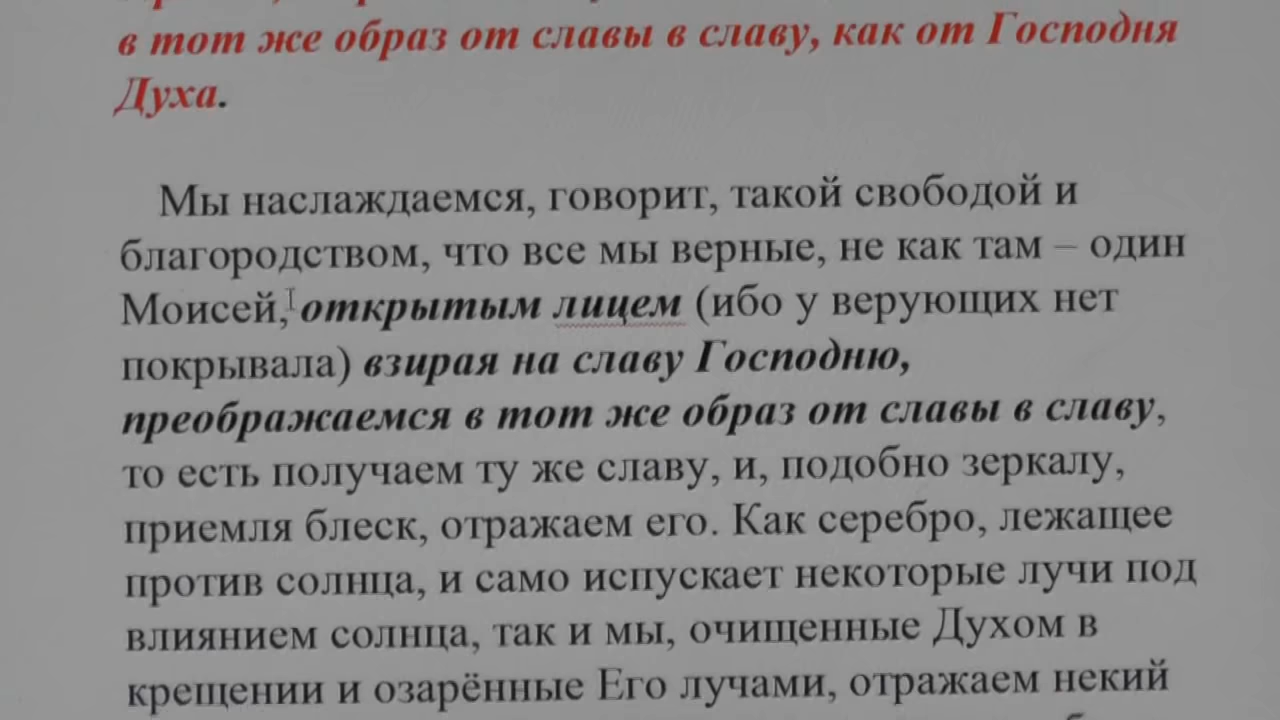 в тот же образ от славы в славу, как от Господня
Духа.
Мы наслаждаемся, говорит, такой свободой и
благородством, что все мы верные, не как там – один
Моисей, открытым лицем (ибо у верующих нет
покрывала) взирая на славу Господню,
преображаемся в тот же образ от славы в славу,
то есть получаем ту же славу, и, подобно зеркалу,
приемля блеск, отражаем его. Как серебро, лежащее
против солнца, и само испускает некоторые лучи под
влиянием солнца, так и мы, очищенные Духом в
крещении и озарённые Его лучами, отражаем некий